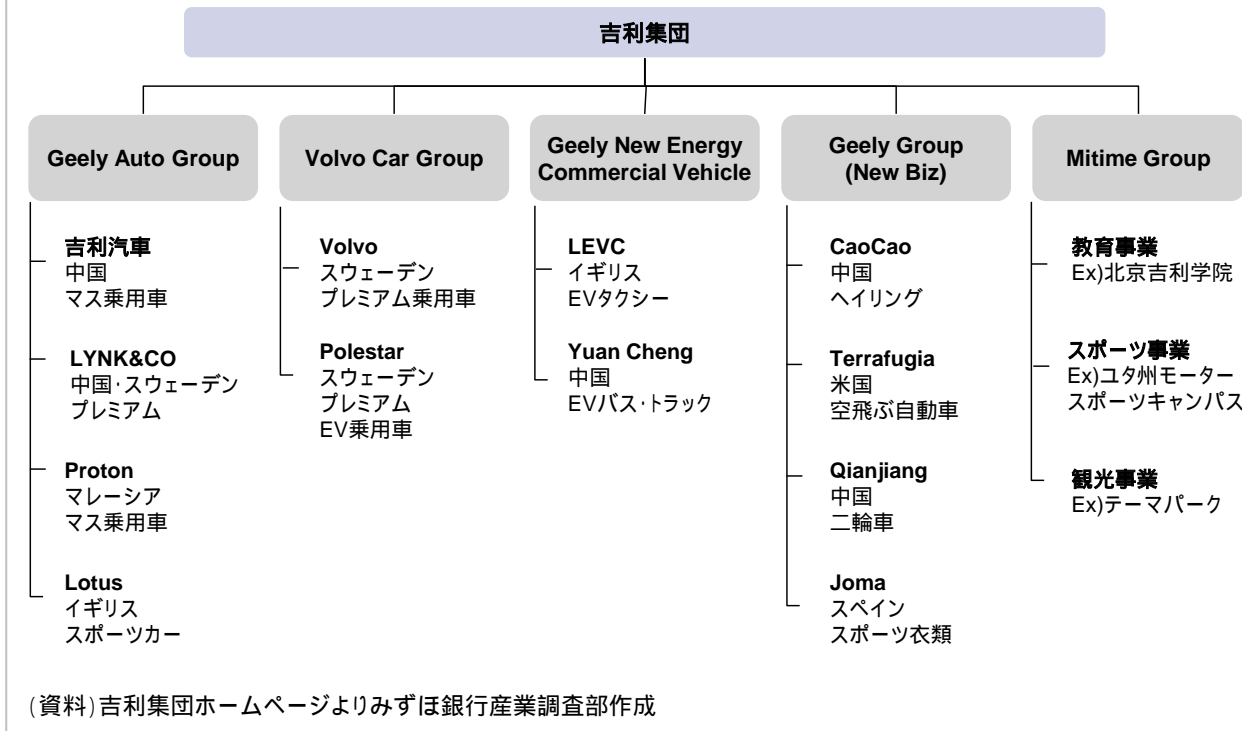 吉利集団
Geely Auto Group
吉利汽車
中国
マス乗用車
LYNK&CO
中国・スウェーデン
プレミアム
Proton
マレーシア
マス乗用車
Lotus
イギリス
スポーツカー
Volvo Car Group
Volvo
スウェーデン
プレミアム乗用車
Polestar
スウェーデン
プレミアム
EV乗用車
Geely New Energy
Commercial Vehicle
LEVC
イギリス
EVタクシー
Yuan Cheng
中国
EVバス・トラック
Geely Group
(New Biz)
CaoCao
中国
ヘイリング
Terrafugia
米国
空飛ぶ自動車
Qianjiang
中国
二輪車
Joma
スペイン
スポーツ衣類
Mitime Group
教育事業
Ex)北京吉利学院
スポーツ事業
Ex)ユタ州モーター
スポーツキャンパス
観光事業
Ex)テーマパーク
(資料)吉利集団ホームページよりみずほ銀行産業調査部作成